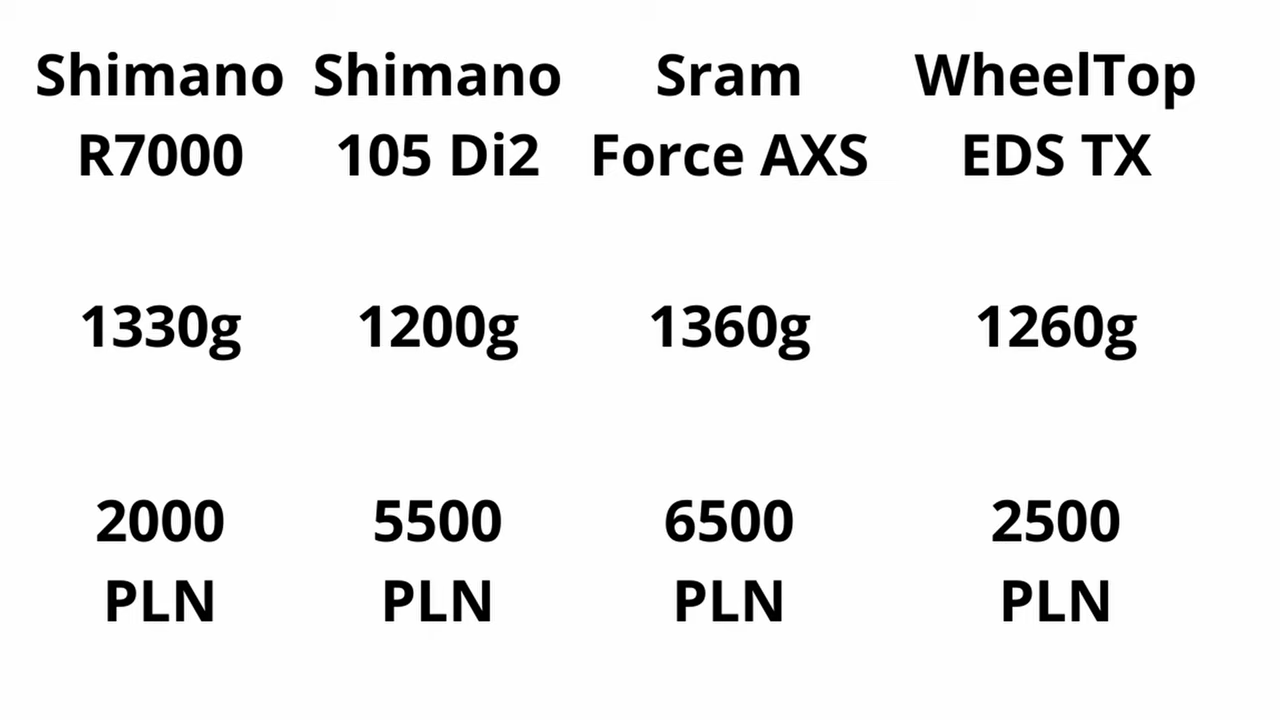 Shimano Shimano Sram WheelTop
R7000 105 Di2 Force AXS EDS TX
1330g 1200g 1360g 1260g
2000 5500 6500 2500
PLN PLN PLN PLN